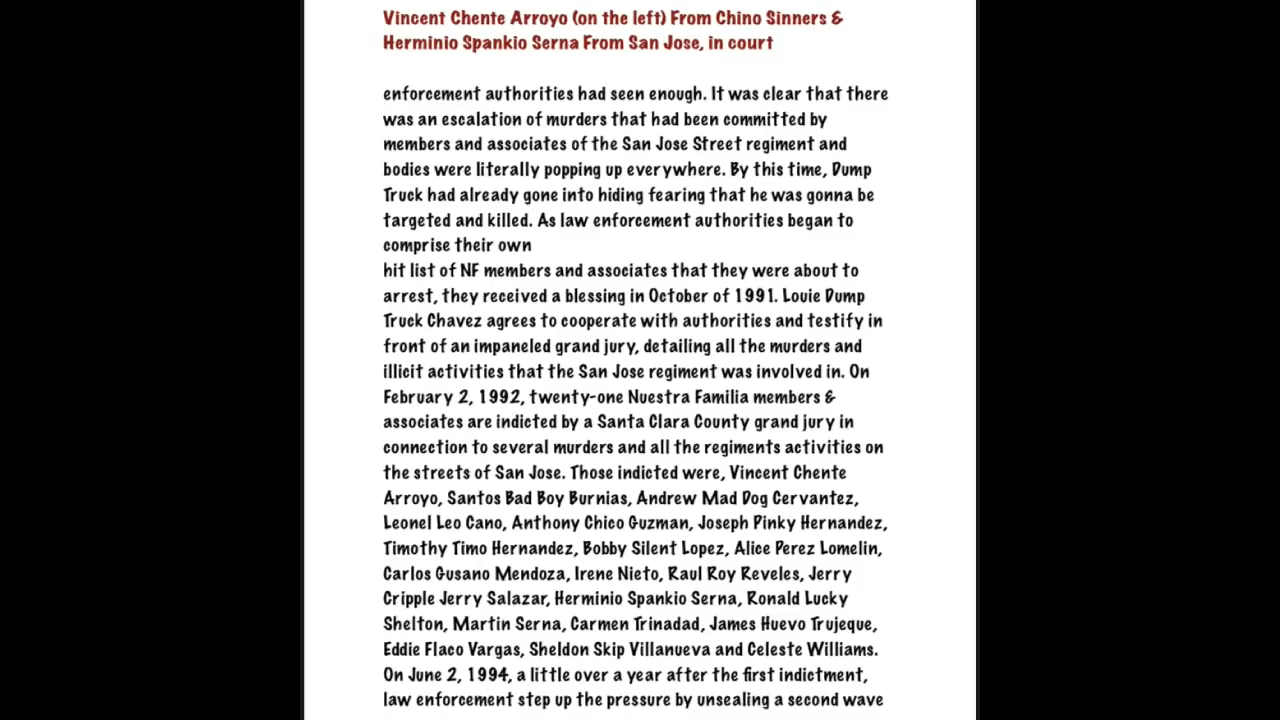 Vincent Chente Arroyo (on the left) From Chino Sinners &
Herminio Spankio Serna From San Jose, in court
enforcement authorities had seen enough. It was clear that there
was an escalation of murders that had been committed by
members and associates of the San Jose Street regiment and
bodies were literally popping up everywhere. By this time, Dump
Truck had already gone into hiding fearing that he was gonna be
targeted and killed. As law enforcement authorities began to
comprise their own
hit list of NF members and associates that they were about to
arrest, they received a blessing in October of 1991. Louie Dump
Truck Chavez agrees to cooperate with authorities and testify in
front of an impaneled grand jury, detailing all the murders and
illicit activities that the San Jose regiment was involved in. On
February 2, 1992, twenty-one Nuestra Familia members &
associates are indicted by a Santa Clara County grand jury in
connection to several murders and all the regiments activities on
the streets of San Jose. Those indicted were, Vincent Chente
Arroyo, Santos Bad Boy Burnias, Andrew Mad Dog Cervantez,
Leonel Leo Cano, Anthony Chico Guzman, Joseph Pinky Hernandez,
Timothy Timo Hernandez, Bobby Silent Lopez, Alice Perez Lomelin,
Carlos Gusano Mendoza, Irene Nieto, Raul Roy Reveles, Jerry
Cripple Jerry Salazar, Herminio Spankio Serna, Ronald Lucky
Shelton, Martin Serna, Carmen Trinadad, James Huevo Trujeque,
Eddie Flaco Vargas, Sheldon Skip Villanueva and Celeste Williams.
On June 2, 1994, a little over a year after the first indictment,
law enforcement step up the pressure by unsealing a second wave